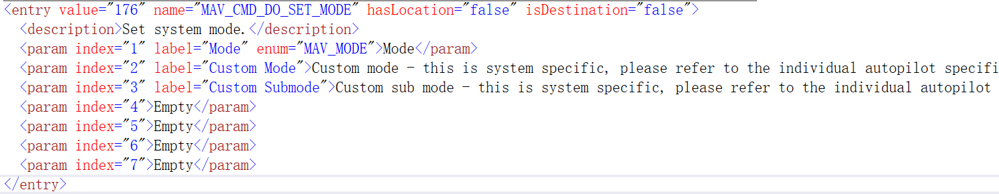 <entry value="176" name="MAV_CMD_DO_SET_MODE" hasLocation="false" isDestination="false">
<description>Set system mode.</description>
<param index="1" label="Mode" enum="MAV_MODE">Mode</param>
<param index="2" label="Custom Mode">Custom mode - this is system specific, please refer to the individual autopilot specifi
<param index="3" label="Custom Submode">Custom sub mode - this is system specific, please refer to the individual autopilot
<param index="4">Empty</param>
<param index="5">Empty</param>
<param index="6">Empty</param>
<param index="7">Empty</param>
</entry>